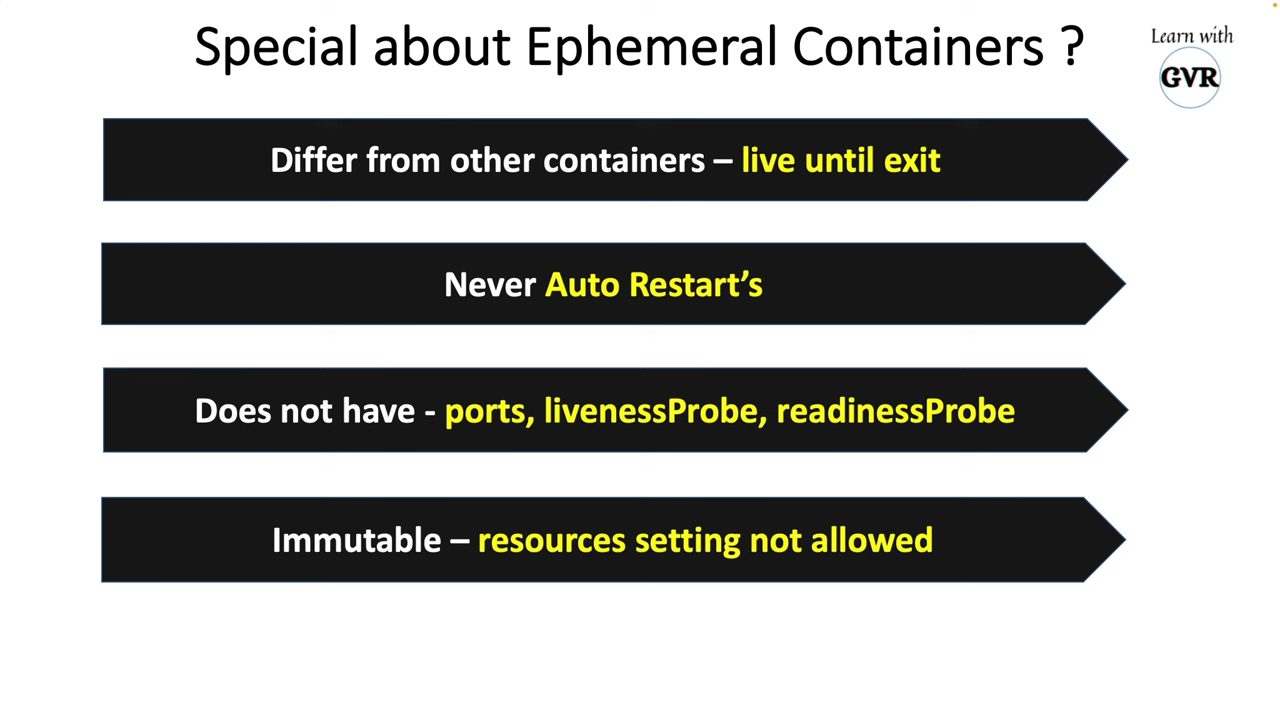 Special about Ephemeral Containers ?
Learn with
GVR
Differ from other containers – live until exit
Never Auto Restart’s
Does not have - ports, livenessProbe, readinessProbe
Immutable – resources setting not allowed